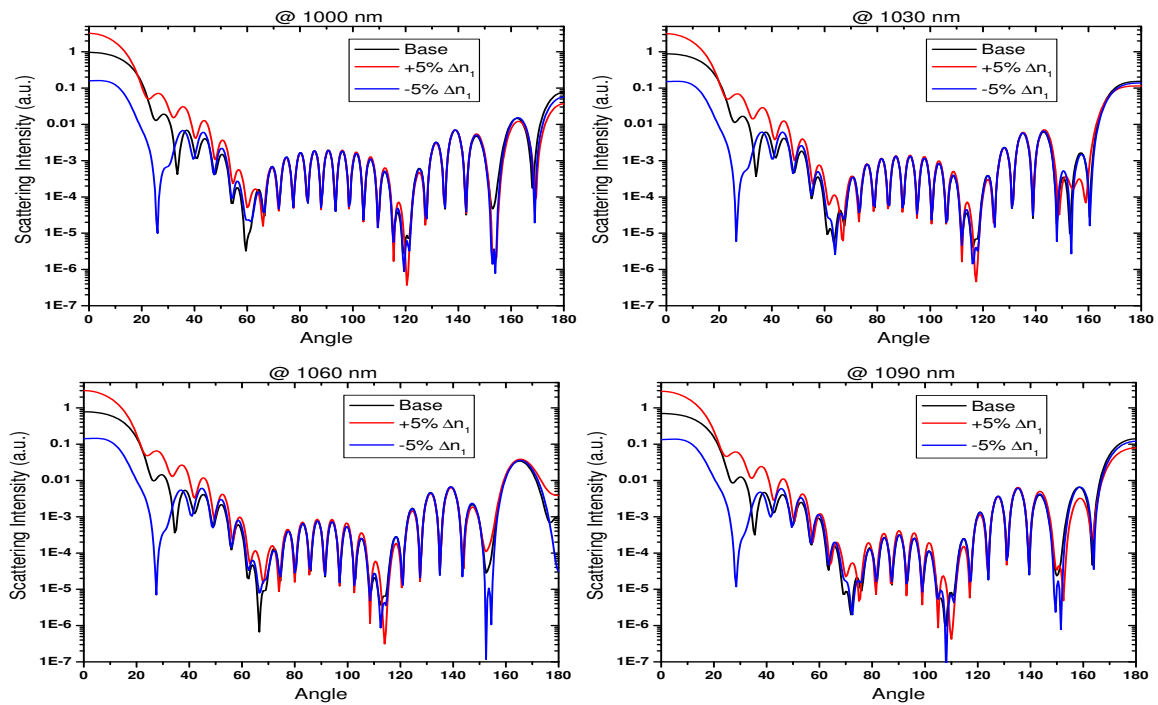 @ 1000 nm
Scattering Intensity (a.u.)
1
0.1
0.01
1E-3
1E-4
1E-5
1E-6
1E-7
Base
+5% Δn₁
-5% Δn₁
0 20 40 60 80 100 120 140 160 180
Angle
@ 1030 nm
Scattering Intensity (a.u.)
1
0.1
0.01
1E-3
1E-4
1E-5
1E-6
1E-7
Base
+5% Δn₁
-5% Δn₁
0 20 40 60 80 100 120 140 160 180
Angle
@ 1060 nm
Scattering Intensity (a.u.)
1
0.1
0.01
1E-3
1E-4
1E-5
1E-6
1E-7
Base
+5% Δn₁
-5% Δn₁
0 20 40 60 80 100 120 140 160 180
Angle
@ 1090 nm
Scattering Intensity (a.u.)
1
0.1
0.01
1E-3
1E-4
1E-5
1E-6
1E-7
Base
+5% Δn₁
-5% Δn₁
0 20 40 60 80 100 120 140 160 180
Angle